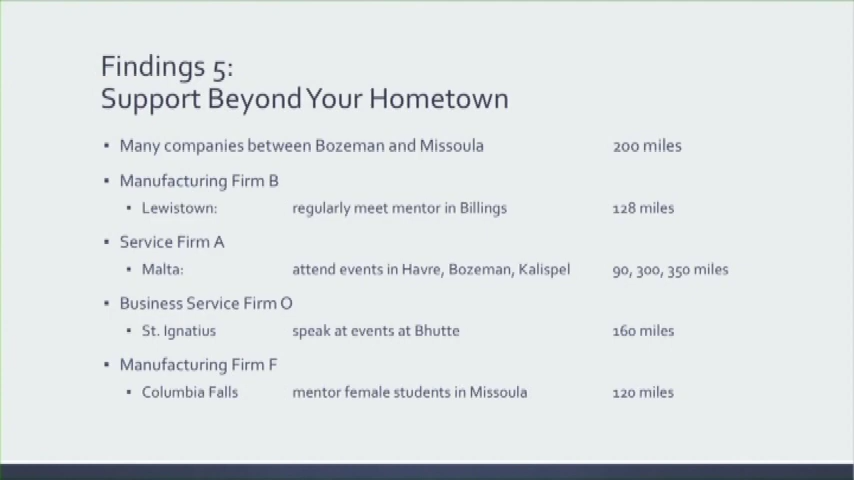 Findings 5:
Support Beyond Your Hometown
▪ Many companies between Bozeman and Missoula 200 miles
▪ Manufacturing Firm B
▪ Lewistown: regularly meet mentor in Billings 128 miles
▪ Service Firm A
▪ Malta: attend events in Havre, Bozeman, Kalispel 90, 300, 350 miles
▪ Business Service Firm O
▪ St. Ignatius speak at events at Bhutte 160 miles
▪ Manufacturing Firm F
▪ Columbia Falls mentor female students in Missoula 120 miles